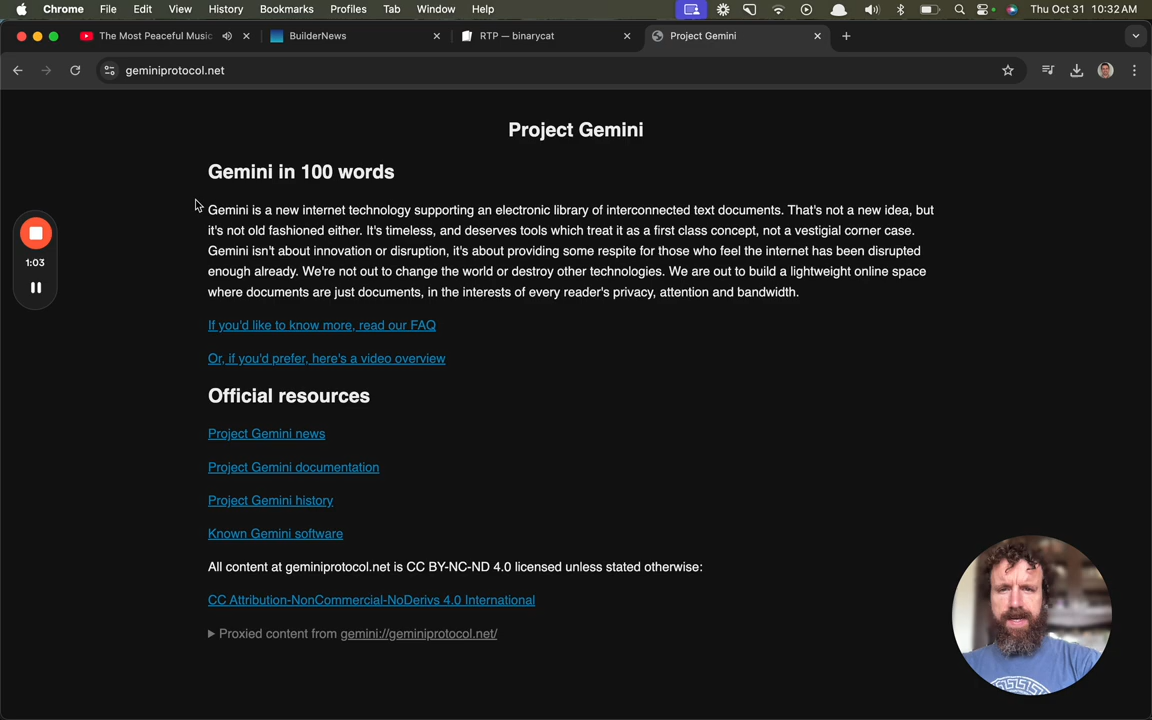 Chrome File Edit View History Bookmarks Profiles Tab Window Help Thu Oct 31 10:32 AM
The Most Peaceful Music BuilderNews RTP — binarycat Project Gemini
geminiprotocol.net
Project Gemini
Gemini in 100 words
Gemini is a new internet technology supporting an electronic library of interconnected text documents. That's not a new idea, but
it's not old fashioned either. It's timeless, and deserves tools which treat it as a first class concept, not a vestigial corner case.
Gemini isn't about innovation or disruption, it's about providing some respite for those who feel the internet has been disrupted
enough already. We're not out to change the world or destroy other technologies. We are out to build a lightweight online space
where documents are just documents, in the interests of every reader's privacy, attention and bandwidth.
1:03
If you'd like to know more, read our FAQ
Or, if you'd prefer, here's a video overview
Official resources
Project Gemini news
Project Gemini documentation
Project Gemini history
Known Gemini software
All content at geminiprotocol.net is CC BY-NC-ND 4.0 licensed unless stated otherwise:
CC Attribution-NonCommercial-NoDerivs 4.0 International
Proxied content from gemini://geminiprotocol.net/